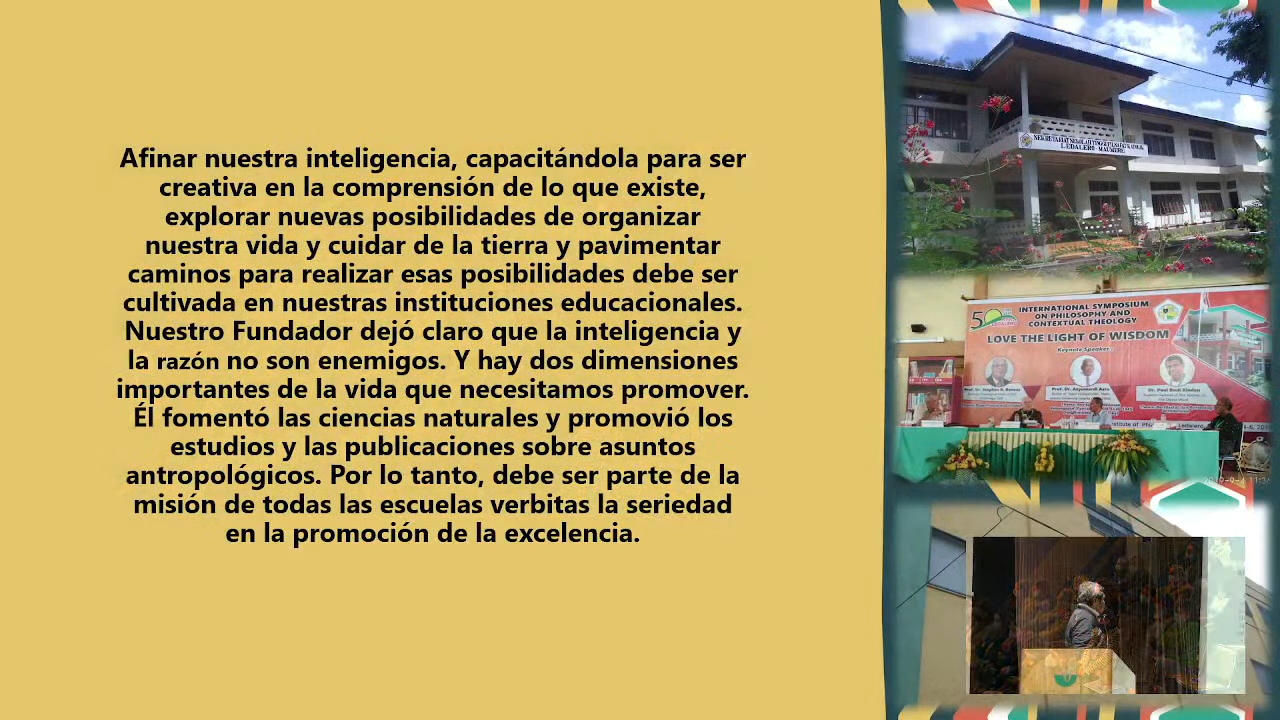 Afinar nuestra inteligencia, capacitándola para ser
creativa en la comprensión de lo que existe,
explorar nuevas posibilidades de organizar
nuestra vida y cuidar de la tierra y pavimentar
caminos para realizar esas posibilidades debe ser
cultivada en nuestras instituciones educacionales.
Nuestro Fundador dejó claro que la inteligencia y
la razón no son enemigos. Y hay dos dimensiones
importantes de la vida que necesitamos promover.
Él fomentó las ciencias naturales y promovió los
estudios y las publicaciones sobre asuntos
antropológicos. Por lo tanto, debe ser parte de la
misión de todas las escuelas verbitas la seriedad
en la promoción de la excelencia.
LEDALERO - MAUMERE
50
INTERNATIONAL SYMPOSIUM
ON PHILOSOPHY AND
CONTEXTUAL THEOLOGY
LOVE THE LIGHT OF WISDOM
Keynote Speaker